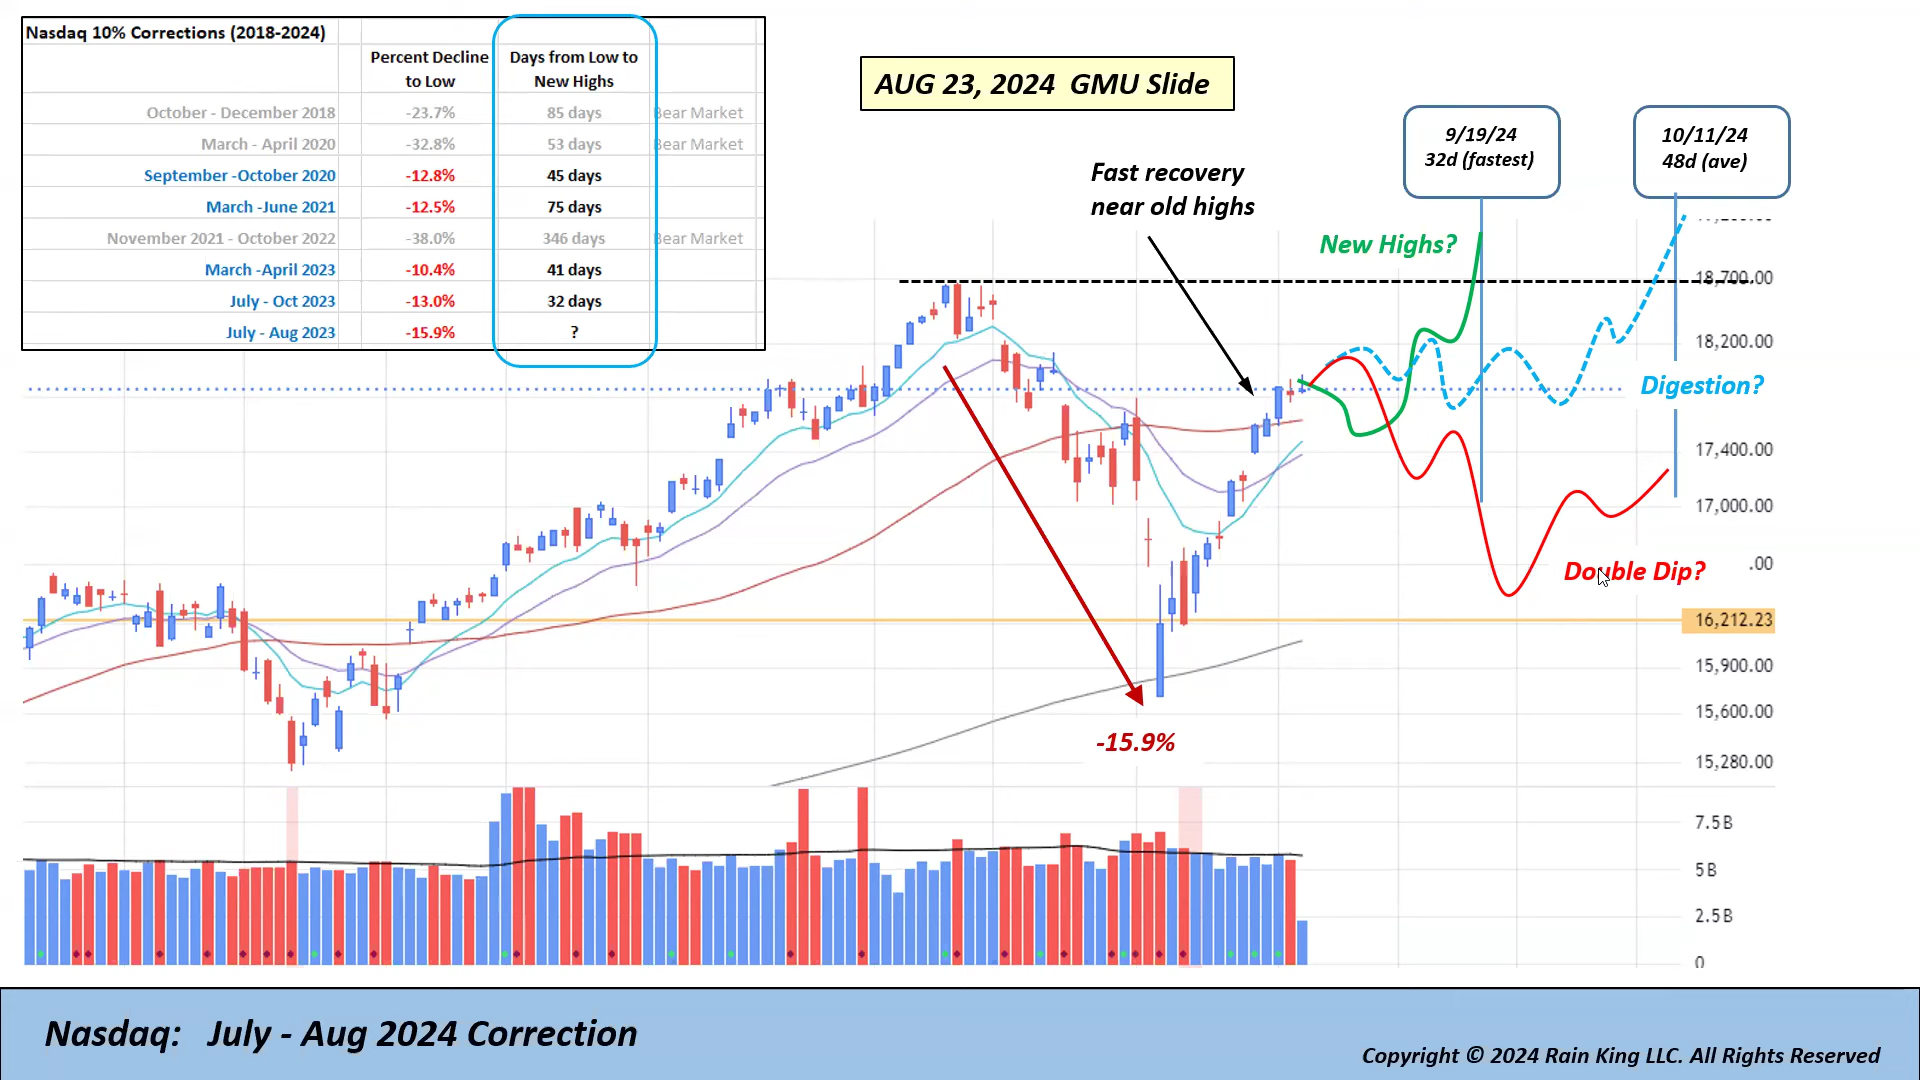 Nasdaq 10% Corrections (2018-2024)
Percent Decline to Low
Days from Low to New Highs
October - December 2018 -23.7% 85 days Bear Market
March - April 2020 -32.8% 53 days Bear Market
September -October 2020 -12.8% 45 days
March -June 2021 -12.5% 75 days
November 2021 - October 2022 -38.0% 346 days Bear Market
March -April 2023 -10.4% 41 days
July - Oct 2023 -13.0% 32 days
July - Aug 2023 -15.9% ?
AUG 23, 2024 GMU Slide
9/19/24
32d (fastest)
10/11/24
48d (ave)
Fast recovery
near old highs
New Highs?
18,700.00
18,200.00
Digestion?
17,400.00
17,000.00
Double Dip?
.00
16,212.23
15,900.00
15,600.00
-15.9%
15,280.00
7.5B
5B
2.5B
0
Nasdaq: July - Aug 2024 Correction
Copyright © 2024 Rain King LLC. All Rights Reserved